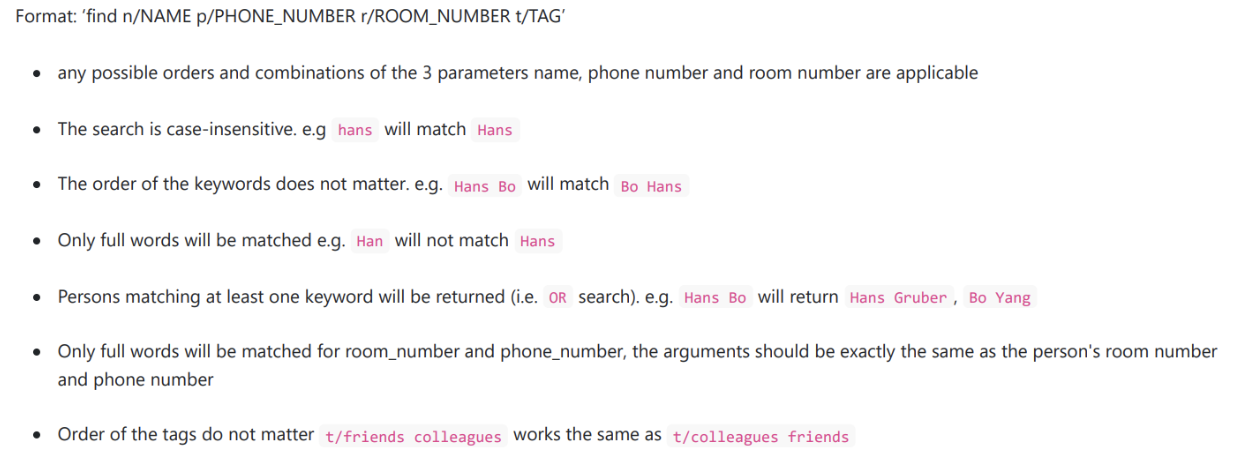 Format: ‘find n/NAME p/PHONE_NUMBER r/ROOM_NUMBER t/TAG’
• any possible orders and combinations of the 3 parameters name, phone number and room number are applicable
• The search is case-insensitive. e.g hans will match Hans
• The order of the keywords does not matter. e.g. Hans Bo will match Bo Hans
• Only full words will be matched e.g. Han will not match Hans
• Persons matching at least one keyword will be returned (i.e. OR search). e.g. Hans Bo will return Hans Gruber, Bo Yang
• Only full words will be matched for room_number and phone_number, the arguments should be exactly the same as the person's room number
and phone number
• Order of the tags do not matter t/friends colleagues works the same as t/colleagues friends